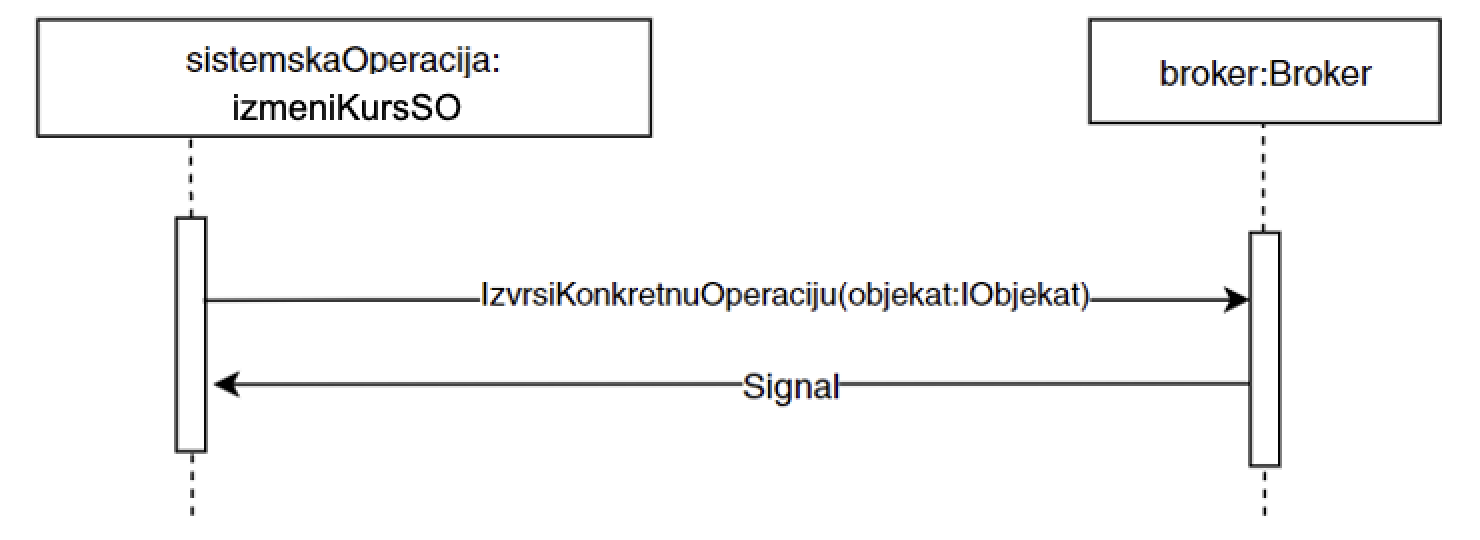 sistemskaOperacija:
izmeniKursSO
broker:Broker
IzvrsiKonkretnuOperaciju(objekat:IObjekat)
Signal